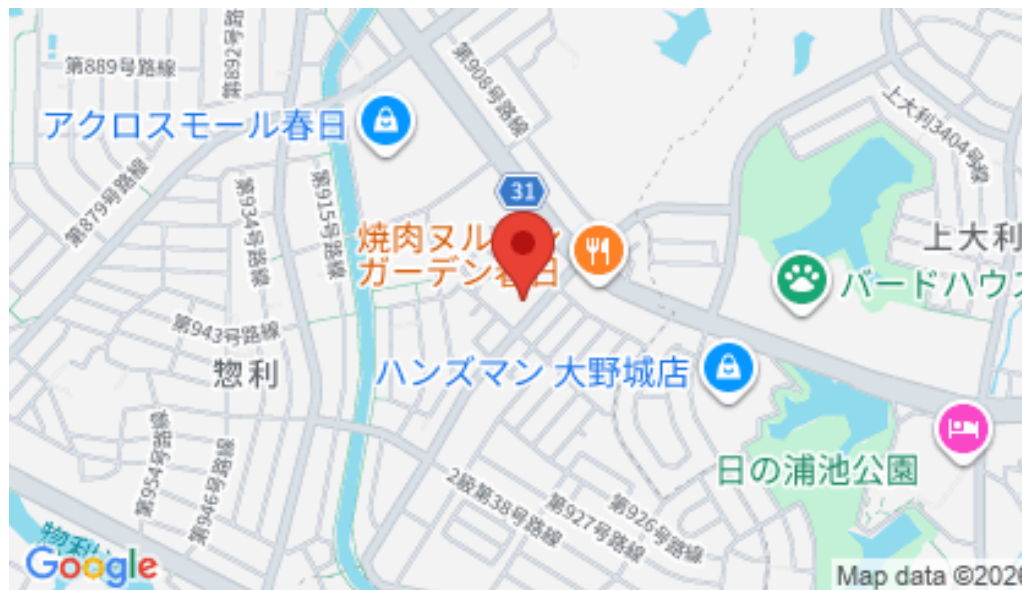 第889号路線
第892号路線
第908号路線
アクロスモール春日
上大利3404号線
第879号路線
第934号路線
第915号路線
31
焼肉ヌル
ガーデン春日
上大利
バードハウス
第943号路線
惣利
ハンズマン 大野城店
第954号路線
第946号路線
2級第38号路線
第927号路線
第926号路線
日の浦池公園
Google
Map data ©2026